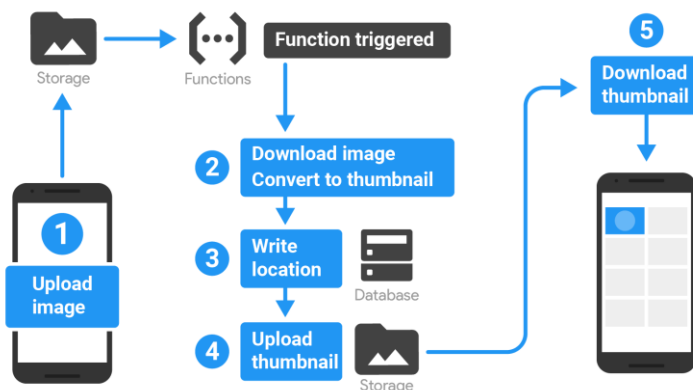 Storage
Functions
Function triggered
1
Upload
image
2
Download image
Convert to thumbnail
3
Write
location
Database
4
Upload
thumbnail
Storage
5
Download
thumbnail